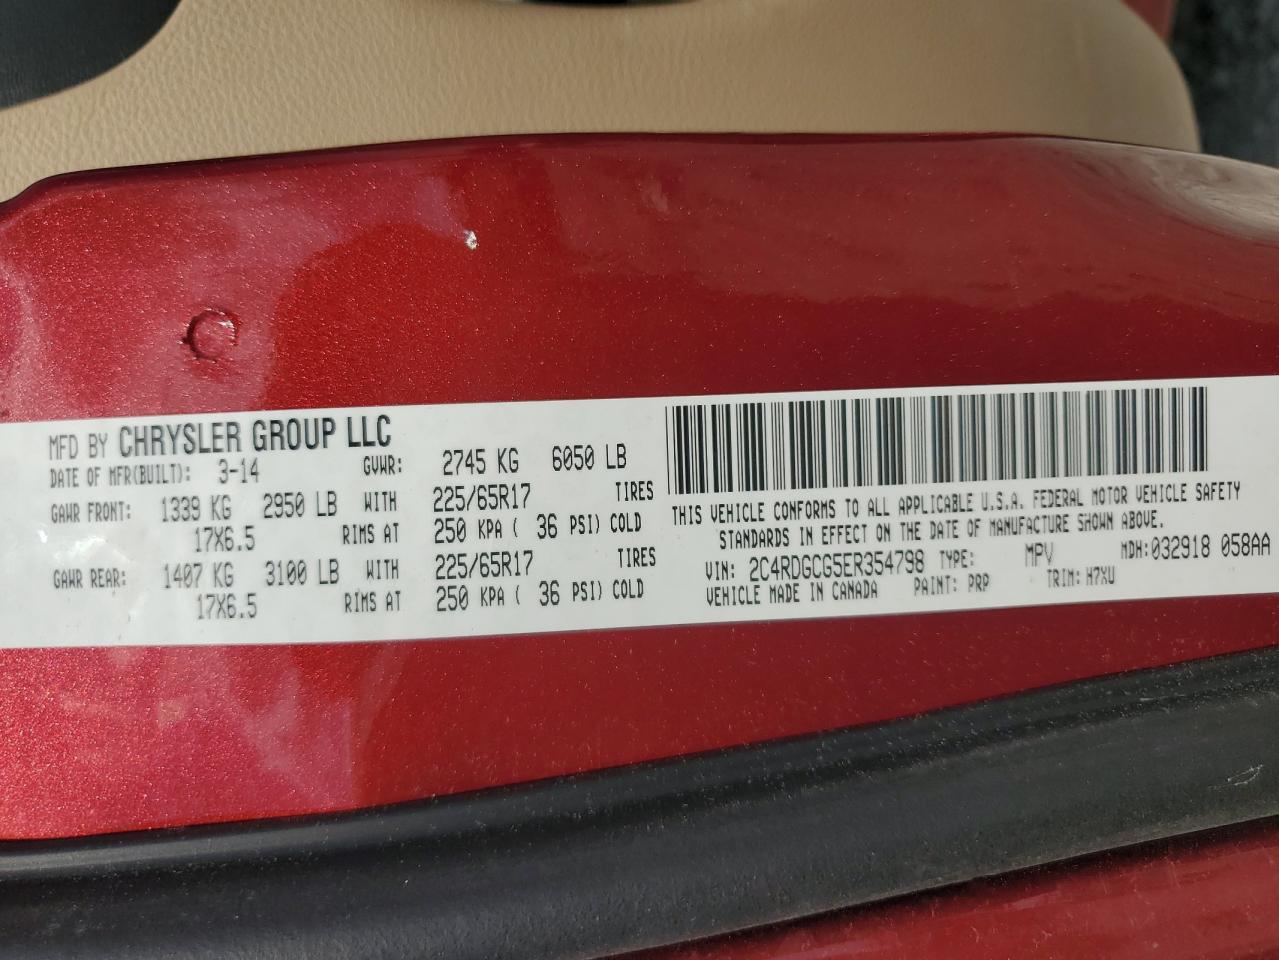 MFD BY CHRYSLER GROUP LLC
DATE OF MFR(BUILT): 3-14 GVWR: 2745 KG 6050 LB
GAWR FRONT: 1339 KG 2950 LB WITH 225/65R17 TIRES
17X6.5 RIMS AT 250 KPA ( 36 PSI) COLD
GAWR REAR: 1407 KG 3100 LB WITH 225/65R17 TIRES
17X6.5 RIMS AT 250 KPA ( 36 PSI) COLD
THIS VEHICLE CONFORMS TO ALL APPLICABLE U.S.A. FEDERAL MOTOR VEHICLE SAFETY
STANDARDS IN EFFECT ON THE DATE OF MANUFACTURE SHOWN ABOVE.
VIN: 2C4RDGCG5ER354798 TYPE: MPV MDH:032918 058AA
VEHICLE MADE IN CANADA PAINT: PRP TRIM: H7XU